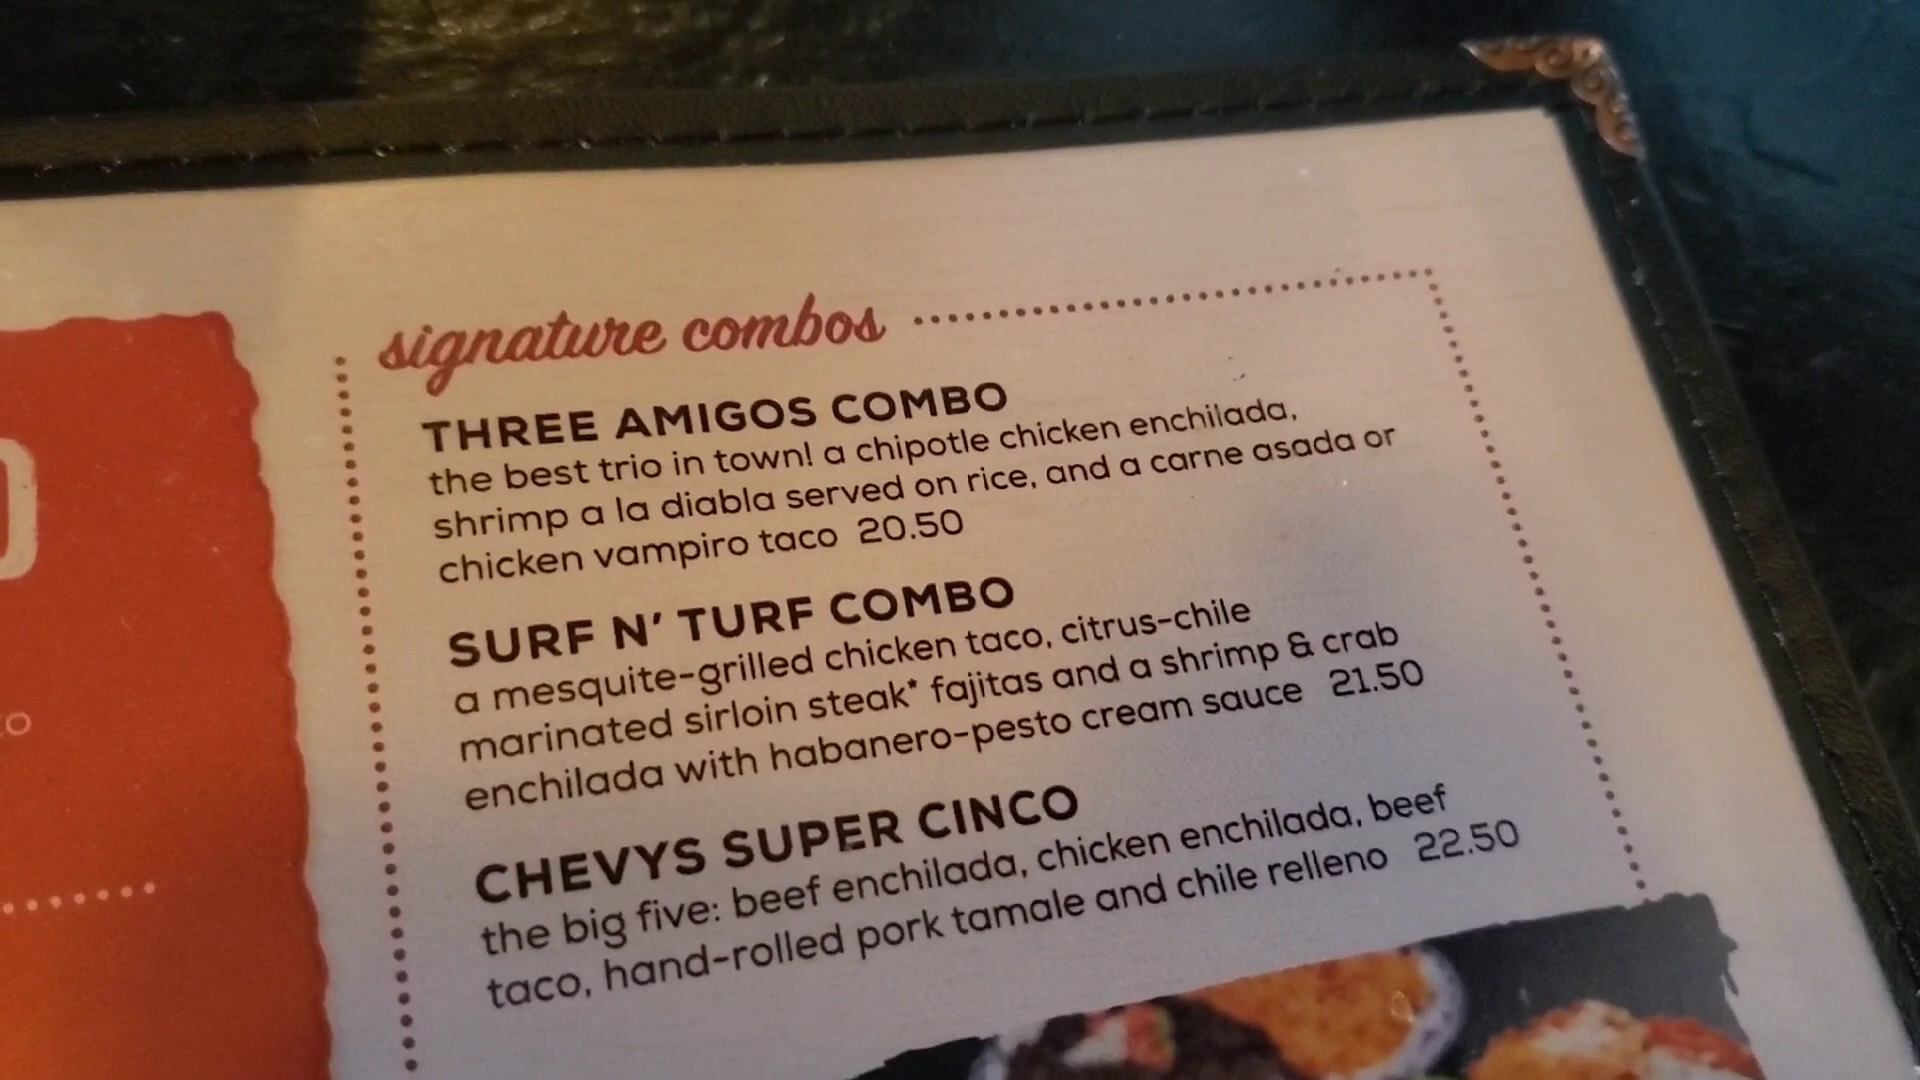 signature combos
THREE AMIGOS COMBO
the best trio in town! a chipotle chicken enchilada,
shrimp a la diabla served on rice, and a carne asada or
chicken vampiro taco 20.50
SURF N' TURF COMBO
a mesquite-grilled chicken taco, citrus-chile
marinated sirloin steak* fajitas and a shrimp & crab
enchilada with habanero-pesto cream sauce 21.50
CHEVYS SUPER CINCO
the big five: beef enchilada, chicken enchilada, beef
taco, hand-rolled pork tamale and chile relleno 22.50